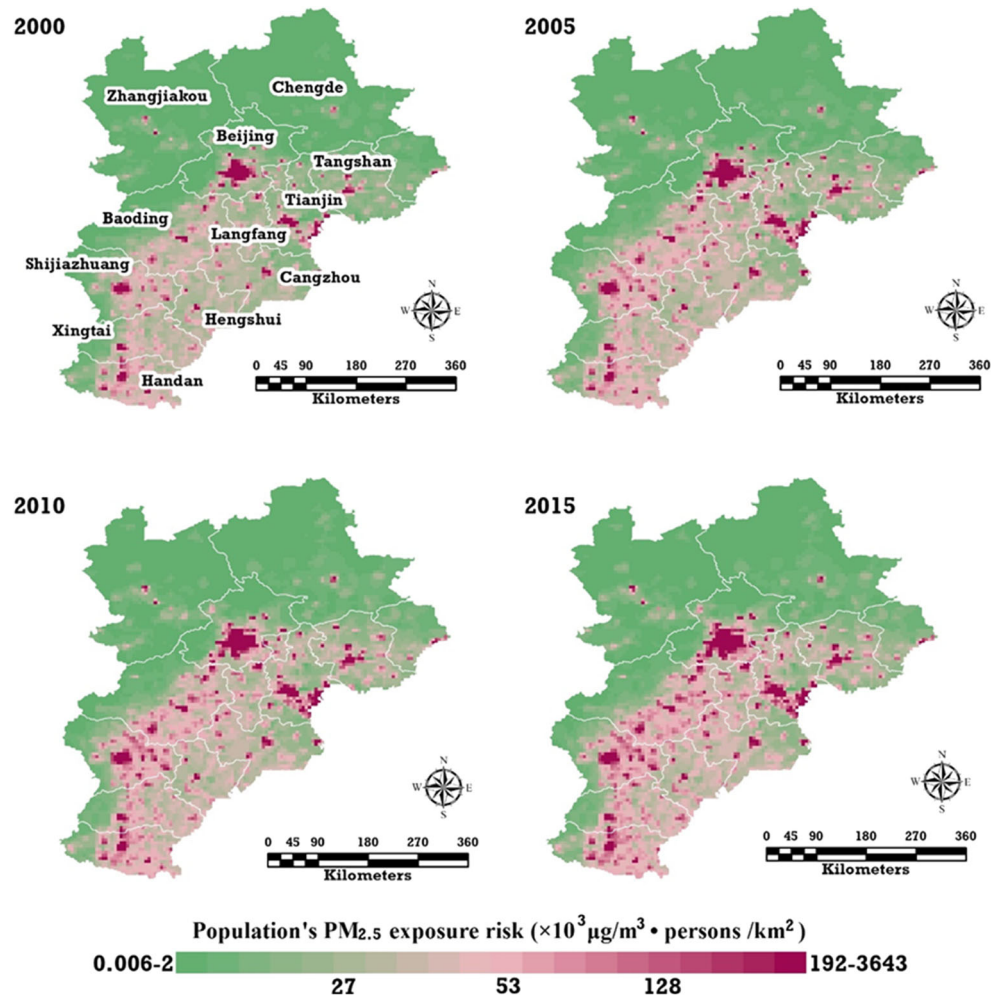 2000
Zhangjiakou
Chengde
Beijing
Tangshan
Tianjin
Baoding
Langfang
Shijiazhuang
Cangzhou
Hengshui
Xingtai
Handan
N
W E
S
0 45 90 180 270 360
Kilometers
2005
N
W E
S
0 45 90 180 270 360
Kilometers
2010
N
W E
S
0 45 90 180 270 360
Kilometers
2015
N
W E
S
0 45 90 180 270 360
Kilometers
Population's PM₂.₅ exposure risk (×10³μg/m³ • persons /km²)
0.006-2 192-3643
27 53 128